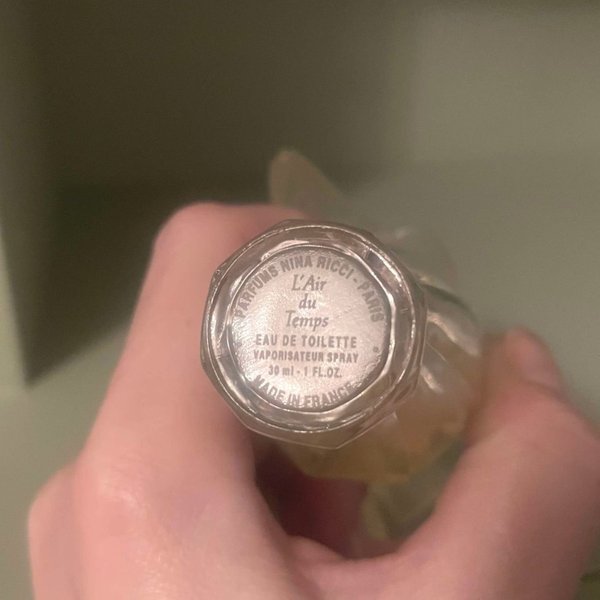 PARFUMS NINA RICCI - PARIS
L'Air
du
Temps
EAU DE TOILETTE
VAPORISATEUR SPRAY
30 ml - 1 FL.OZ.
MADE IN FRANCE